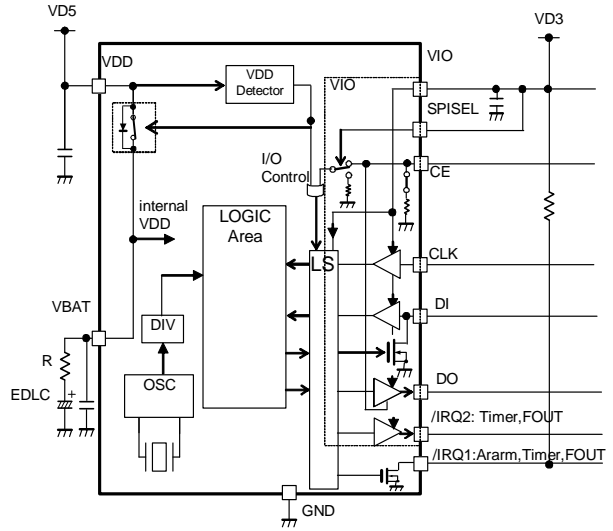 VD5
VD3
VDD
VIO
VDD
Detector
VIO
SPISEL
I/O
Control
CE
internal
VDD
LOGIC
Area
LS
CLK
VBAT
DIV
DI
R
EDLC
+
OSC
DO
/IRQ2: Timer,FOUT
/IRQ1:Ararm,Timer,FOUT
GND